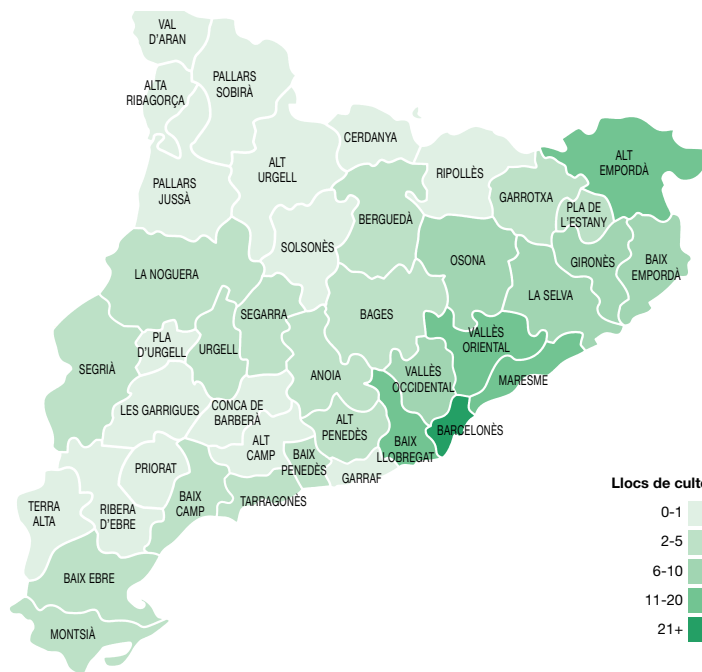 VAL
D'ARAN
ALTA
RIBAGORÇA
PALLARS
SOBIRÀ
PALLARS
JUSSÀ
ALT
URGELL
CERDANYA
RIPOLLÈS
ALT
EMPORDÀ
GARROTXA
PLA DE
L'ESTANY
BERGUEDÀ
SOLSONÈS
OSONA
GIRONÈS
BAIX
EMPORDÀ
LA NOGUERA
LA SELVA
SEGARRA
BAGES
VALLÈS
ORIENTAL
PLA
D'URGELL
URGELL
SEGRIÀ
ANOIA
VALLÈS
OCCIDENTAL
MARESME
LES GARRIGUES
CONCA DE
BARBERÀ
ALT
PENEDÈS
BARCELONÈS
ALT
CAMP
BAIX
LLOBREGAT
BAIX
PENEDÈS
GARRAF
PRIORAT
BAIX
CAMP
TARRAGONÈS
TERRA
ALTA
RIBERA
D'EBRE
BAIX EBRE
MONTSIÀ
Llocs de culte
0-1
2-5
6-10
11-20
21+